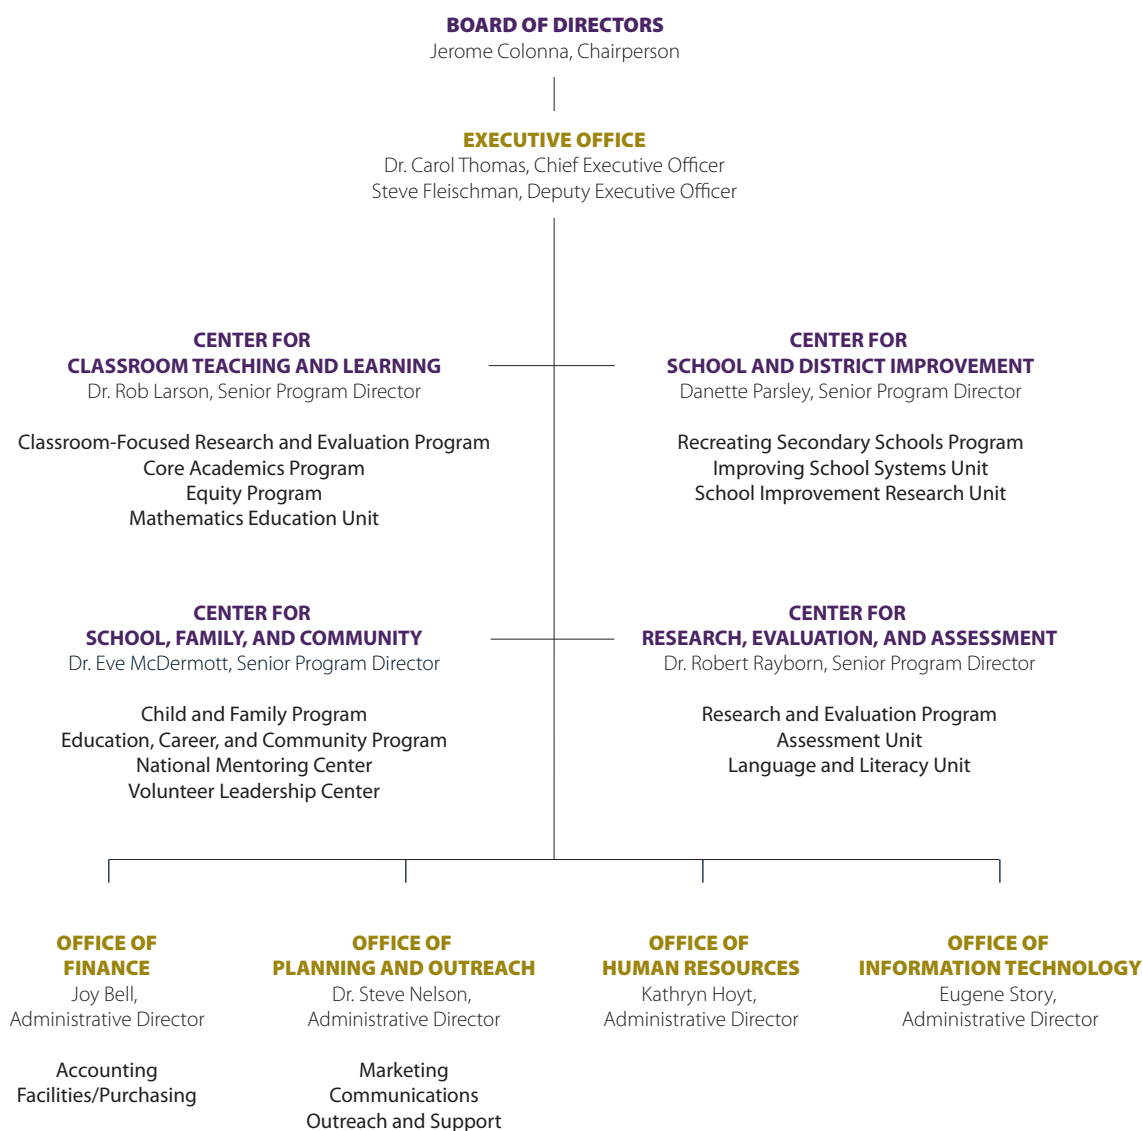 BOARD OF DIRECTORS
Jerome Colonna, Chairperson
EXECUTIVE OFFICE
Dr. Carol Thomas, Chief Executive Officer
Steve Fleischman, Deputy Executive Officer
CENTER FOR
CLASSROOM TEACHING AND LEARNING
Dr. Rob Larson, Senior Program Director
Classroom-Focused Research and Evaluation Program
Core Academics Program
Equity Program
Mathematics Education Unit
CENTER FOR
SCHOOL AND DISTRICT IMPROVEMENT
Danette Parsley, Senior Program Director
Recreating Secondary Schools Program
Improving School Systems Unit
School Improvement Research Unit
CENTER FOR
SCHOOL, FAMILY, AND COMMUNITY
Dr. Eve McDermott, Senior Program Director
Child and Family Program
Education, Career, and Community Program
National Mentoring Center
Volunteer Leadership Center
CENTER FOR
RESEARCH, EVALUATION, AND ASSESSMENT
Dr. Robert Rayborn, Senior Program Director
Research and Evaluation Program
Assessment Unit
Language and Literacy Unit
OFFICE OF
FINANCE
Joy Bell,
Administrative Director
Accounting
Facilities/Purchasing
OFFICE OF
PLANNING AND OUTREACH
Dr. Steve Nelson,
Administrative Director
Marketing
Communications
Outreach and Support
OFFICE OF
HUMAN RESOURCES
Kathryn Hoyt,
Administrative Director
OFFICE OF
INFORMATION TECHNOLOGY
Eugene Story,
Administrative Director